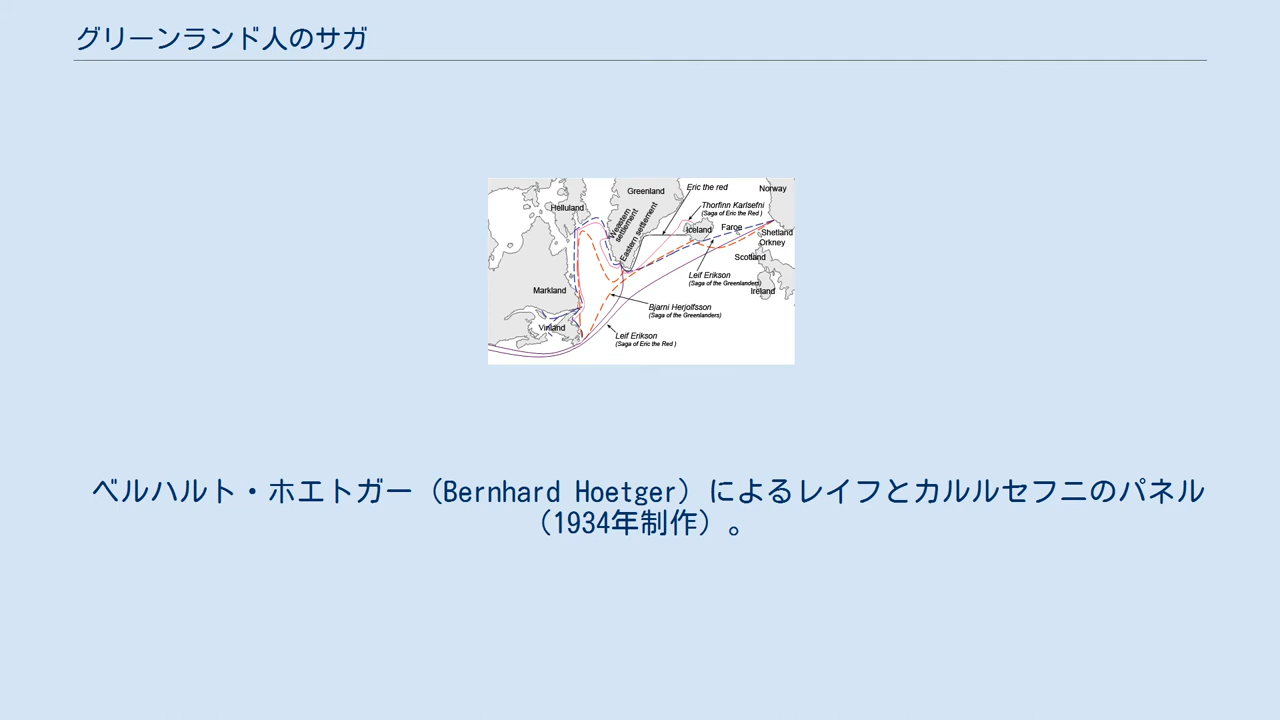 グリーンランド人のサガ
Greenland
Eric the red
Norway
Helluland
Thorfinn Karlsefni
(Saga of Eric the Red )
Weastern
settlement
Eastern settlement
Iceland
Faroe
Shetland
Orkney
Scotland
Leif Erikson
(Saga of the Greenlanders)
Ireland
Markland
Bjarni Herjolfsson
(Saga of the Greenlanders)
Vinland
Leif Erikson
(Saga of Eric the Red )
ベルハルト・ホエトガー（Bernhard Hoetger）によるレイフとカルルセフニのパネル
（1934年制作）。